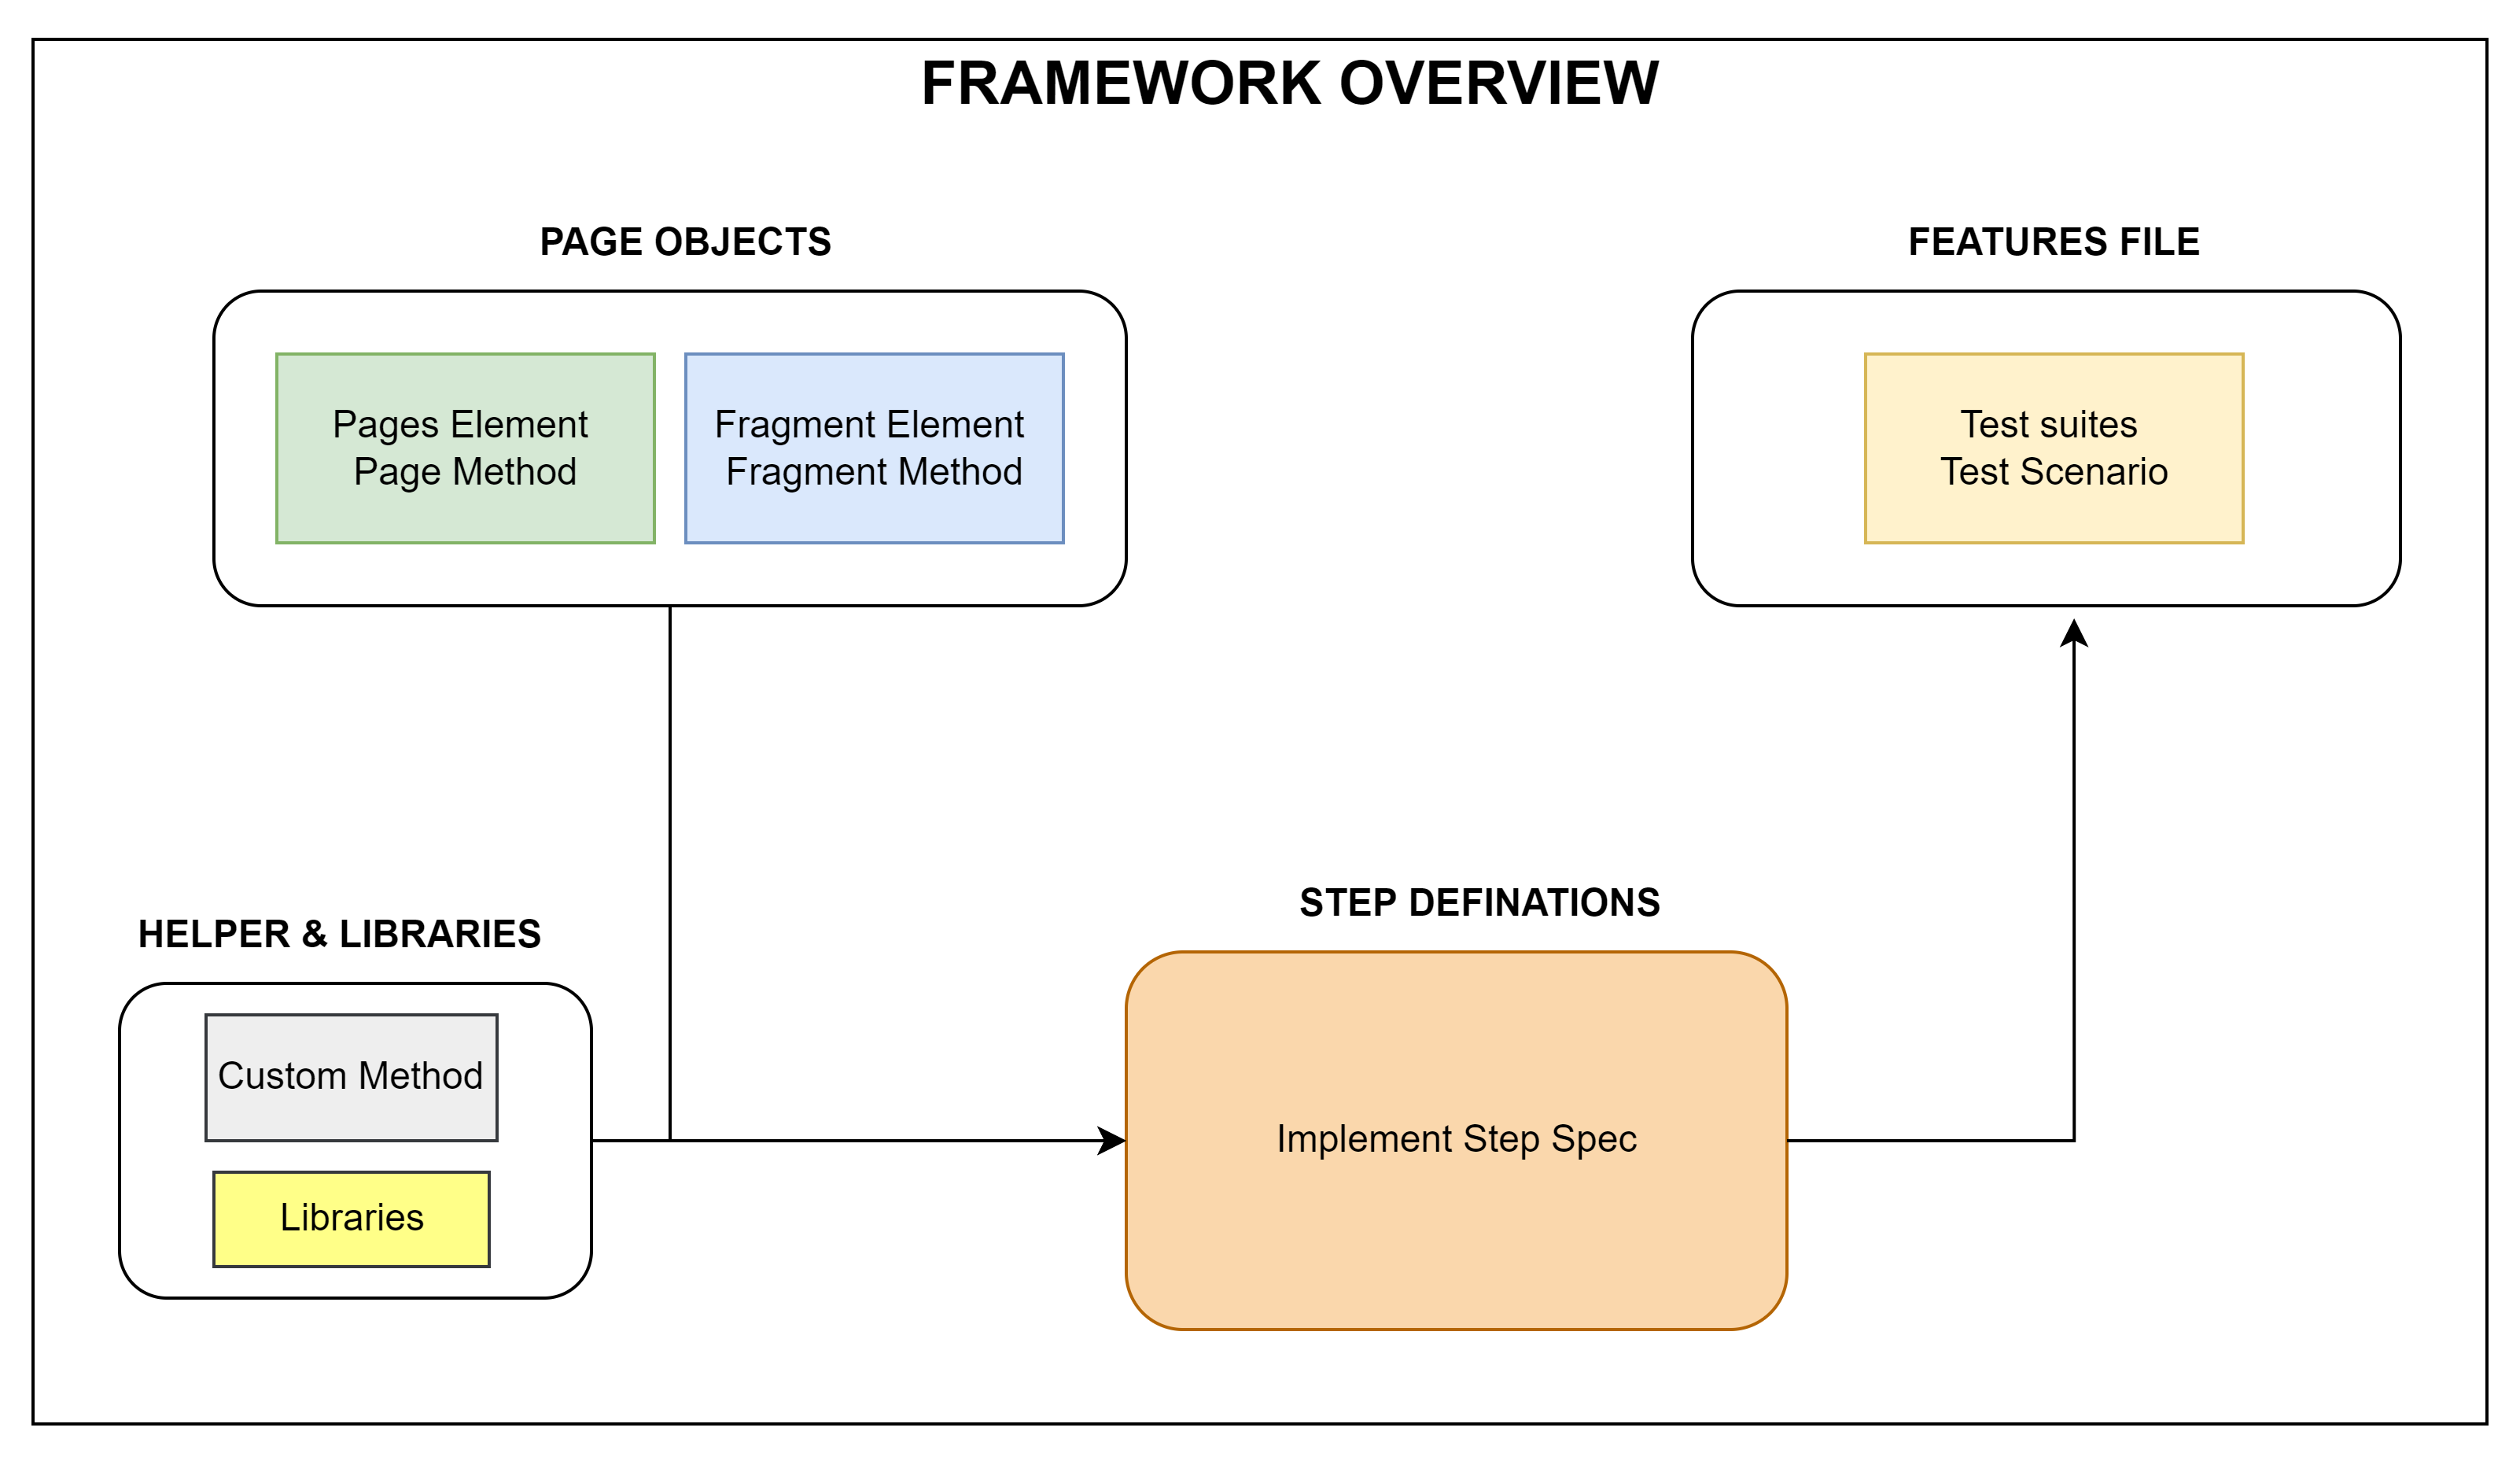 FRAMEWORK OVERVIEW
PAGE OBJECTS
Pages Element
Page Method
Fragment Element
Fragment Method
FEATURES FILE
Test suites
Test Scenario
HELPER & LIBRARIES
Custom Method
Libraries
STEP DEFINATIONS
Implement Step Spec